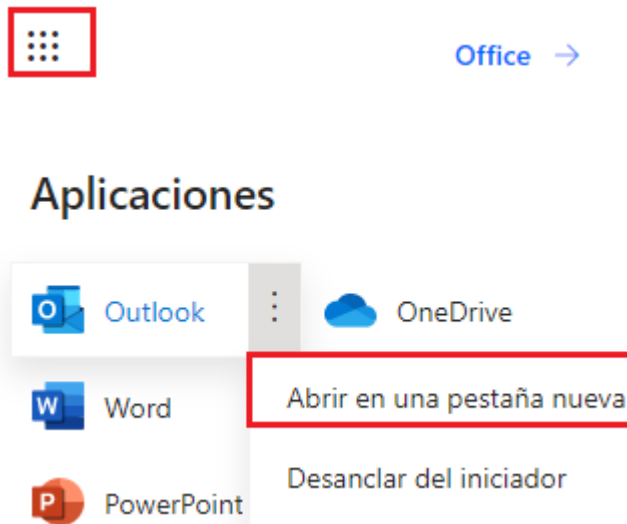 Office →
Aplicaciones
Outlook
OneDrive
Word
Abrir en una pestaña nueva
Desanclar del iniciador
PowerPoint